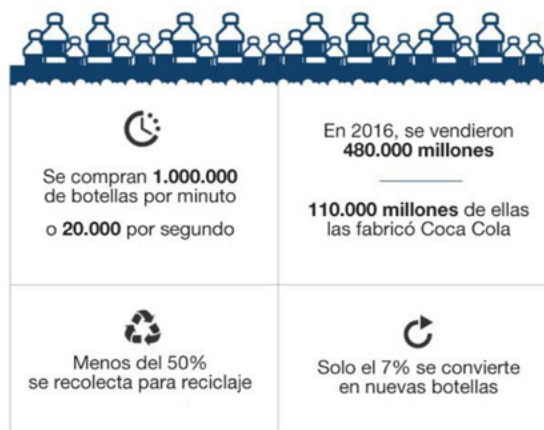 Se compran 1.000.000
de botellas por minuto
o 20.000 por segundo
En 2016, se vendieron
480.000 millones
110.000 millones de ellas
las fabricó Coca Cola
Menos del 50%
se recolecta para reciclaje
Solo el 7% se convierte
en nuevas botellas